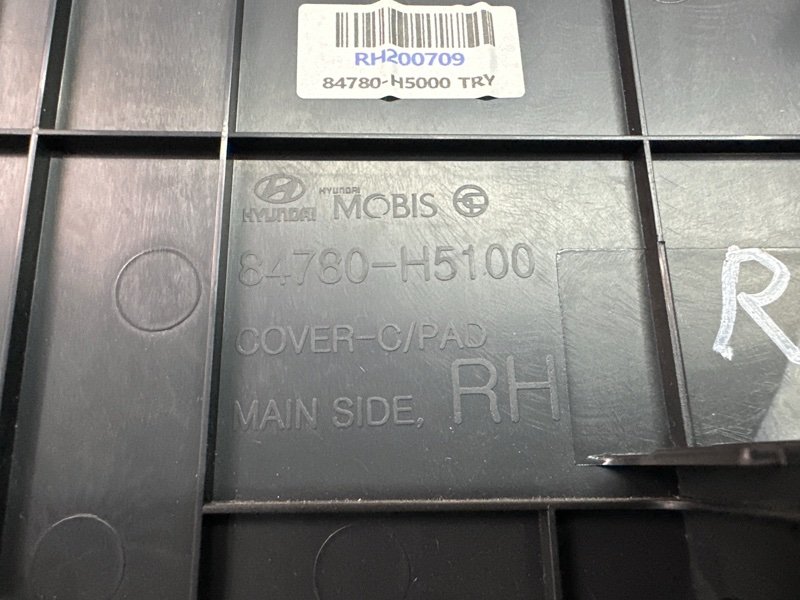 RH200709
84780-H5000 TRY
HYUNDAI
HYUNDAI MOBIS
84780-H5100
COVER-C/PAD
MAIN SIDE, RH
R